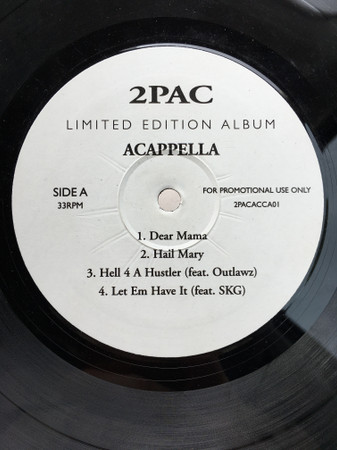 2PAC
LIMITED EDITION ALBUM
ACAPPELLA
SIDE A
33RPM
FOR PROMOTIONAL USE ONLY
2PACACCA01
1. Dear Mama
2. Hail Mary
3. Hell 4 A Hustler (feat. Outlawz)
4. Let Em Have It (feat. SKG)